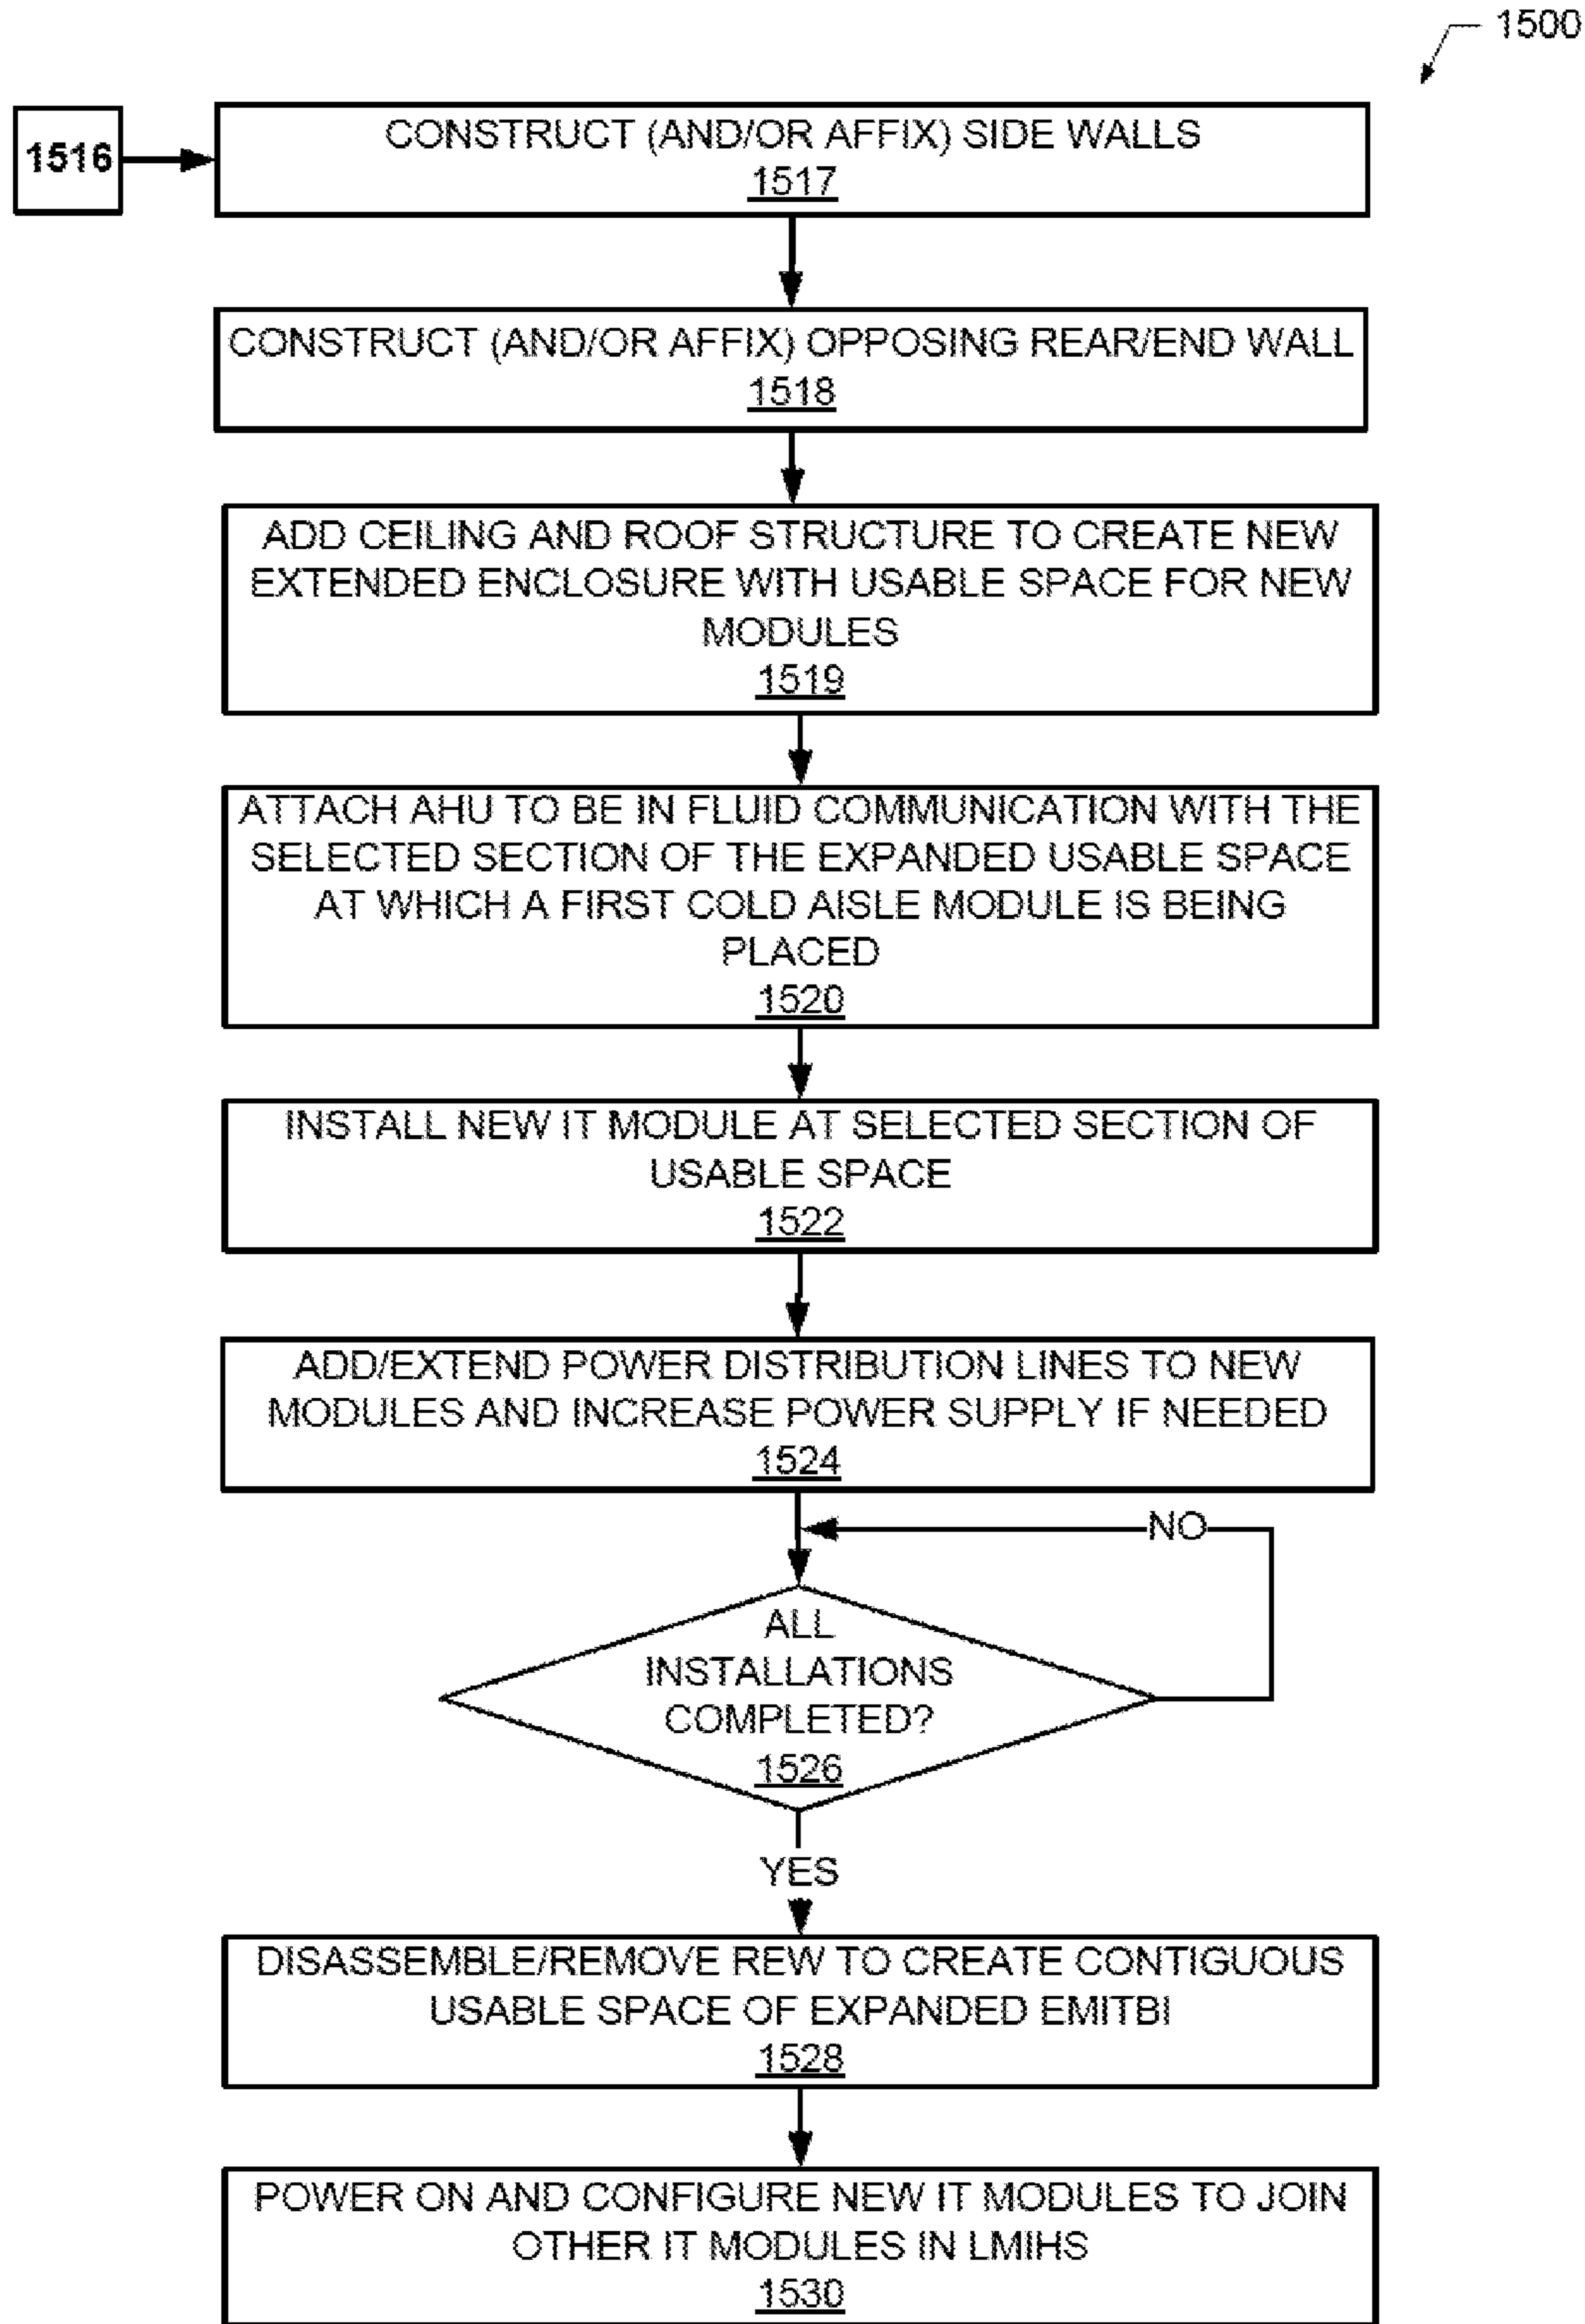 1500
1516
CONSTRUCT (AND/OR AFFIX) SIDE WALLS
1517
CONSTRUCT (AND/OR AFFIX) OPPOSING REAR/END WALL
1518
ADD CEILING AND ROOF STRUCTURE TO CREATE NEW
EXTENDED ENCLOSURE WITH USABLE SPACE FOR NEW
MODULES
1519
ATTACH AHU TO BE IN FLUID COMMUNICATION WITH THE
SELECTED SECTION OF THE EXPANDED USABLE SPACE
AT WHICH A FIRST COLD AISLE MODULE IS BEING
PLACED
1520
INSTALL NEW IT MODULE AT SELECTED SECTION OF
USABLE SPACE
1522
ADD/EXTEND POWER DISTRIBUTION LINES TO NEW
MODULES AND INCREASE POWER SUPPLY IF NEEDED
1524
NO
ALL
INSTALLATIONS
COMPLETED?
1526
YES
DISASSEMBLE/REMOVE REW TO CREATE CONTIGUOUS
USABLE SPACE OF EXPANDED EMITBI
1528
POWER ON AND CONFIGURE NEW IT MODULES TO JOIN
OTHER IT MODULES IN LMIHS
1530